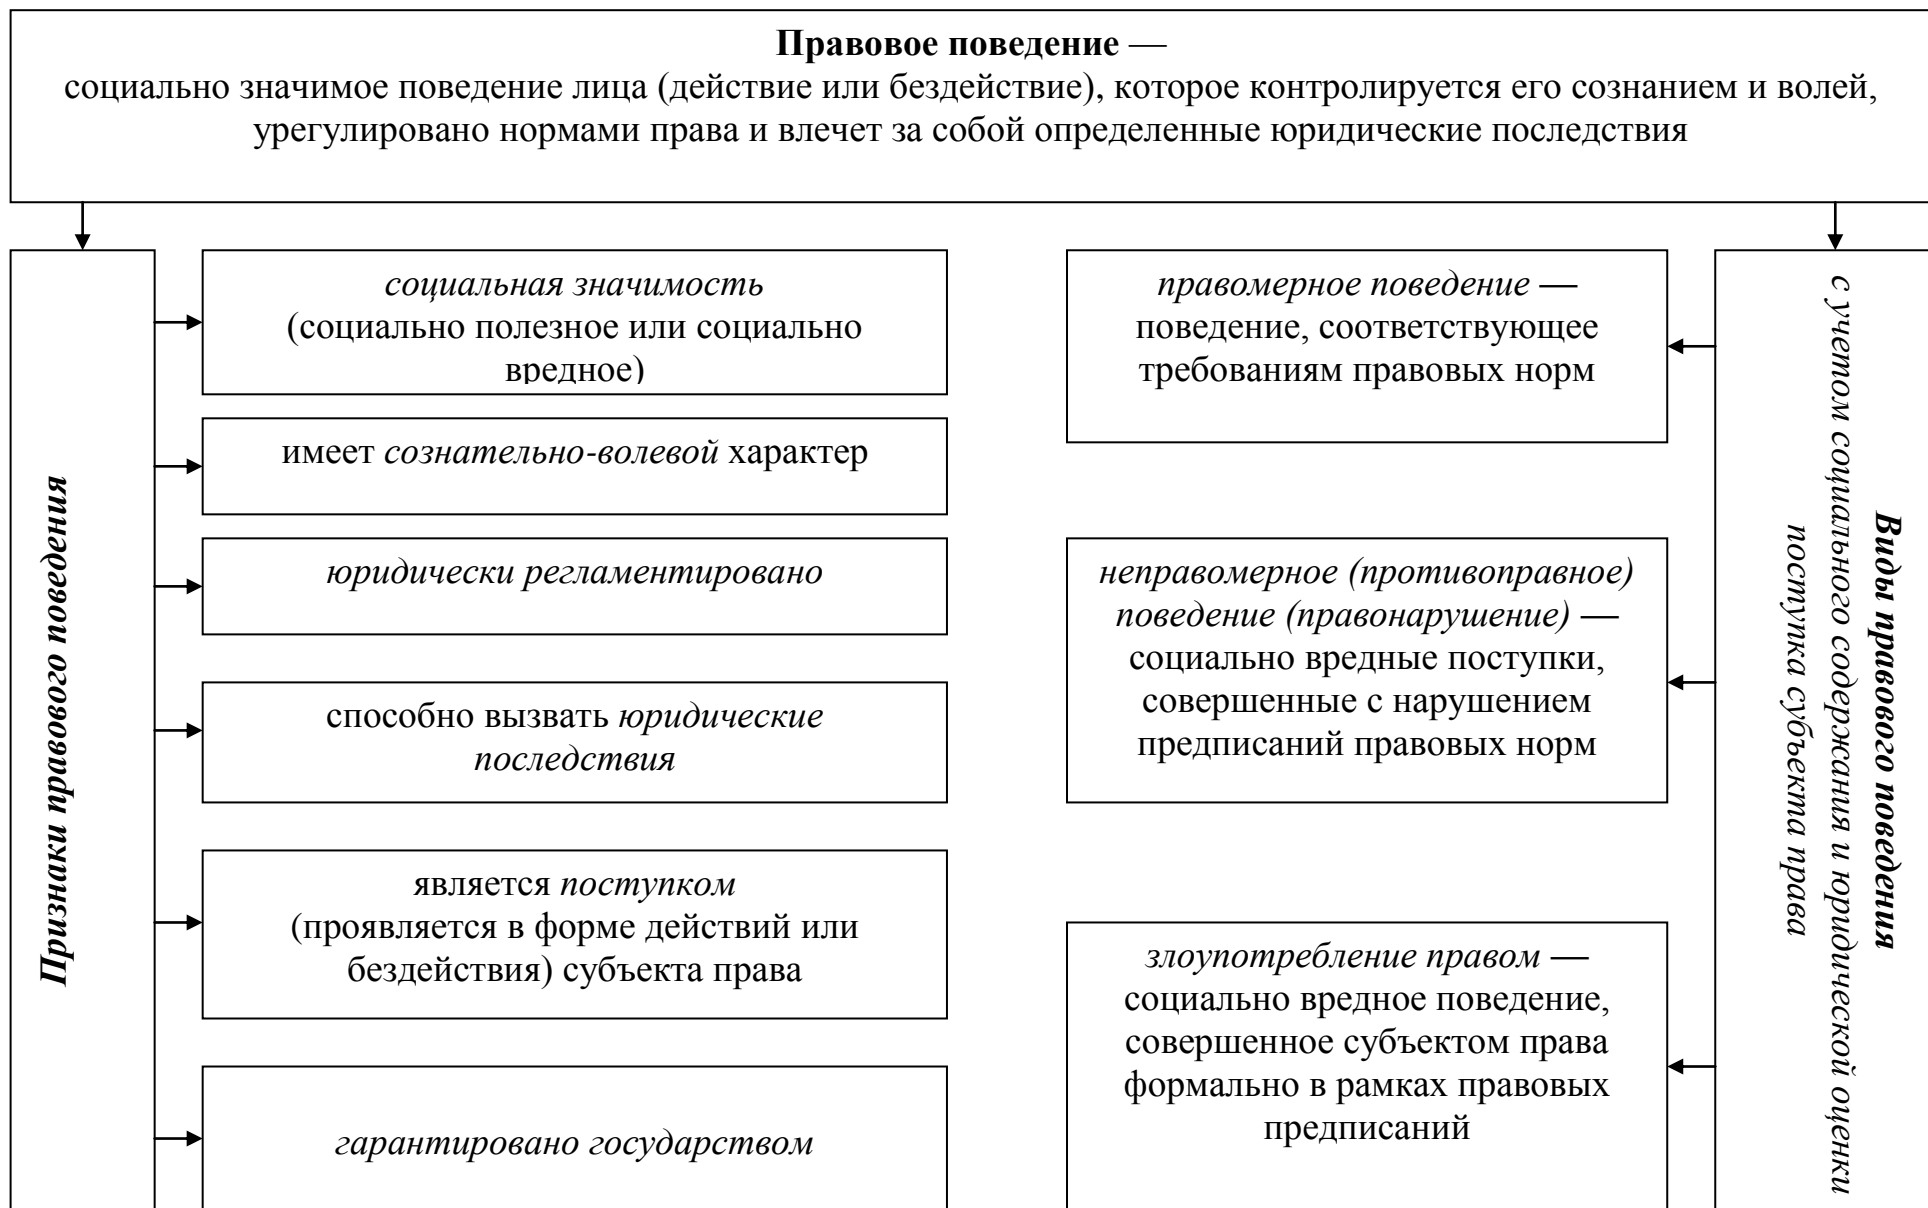 Правовое поведение —
социально значимое поведение лица (действие или бездействие), которое контролируется его сознанием и волей,
урегулировано нормами права и влечет за собой определенные юридические последствия
Признаки правового поведения
социальная значимость
(социально полезное или социально
вредное)
имеет сознательно-волевой характер
юридически регламентировано
способно вызвать юридические
последствия
является поступком
(проявляется в форме действий или
бездействия) субъекта права
гарантировано государством
Виды правового поведения
с учетом социального содержания и юридической оценки
поступка субъекта права
правомерное поведение —
поведение, соответствующее
требованиям правовых норм
неправомерное (противоправное)
поведение (правонарушение) —
социально вредные поступки,
совершенные с нарушением
предписаний правовых норм
злоупотребление правом —
социально вредное поведение,
совершенное субъектом права
формально в рамках правовых
предписаний